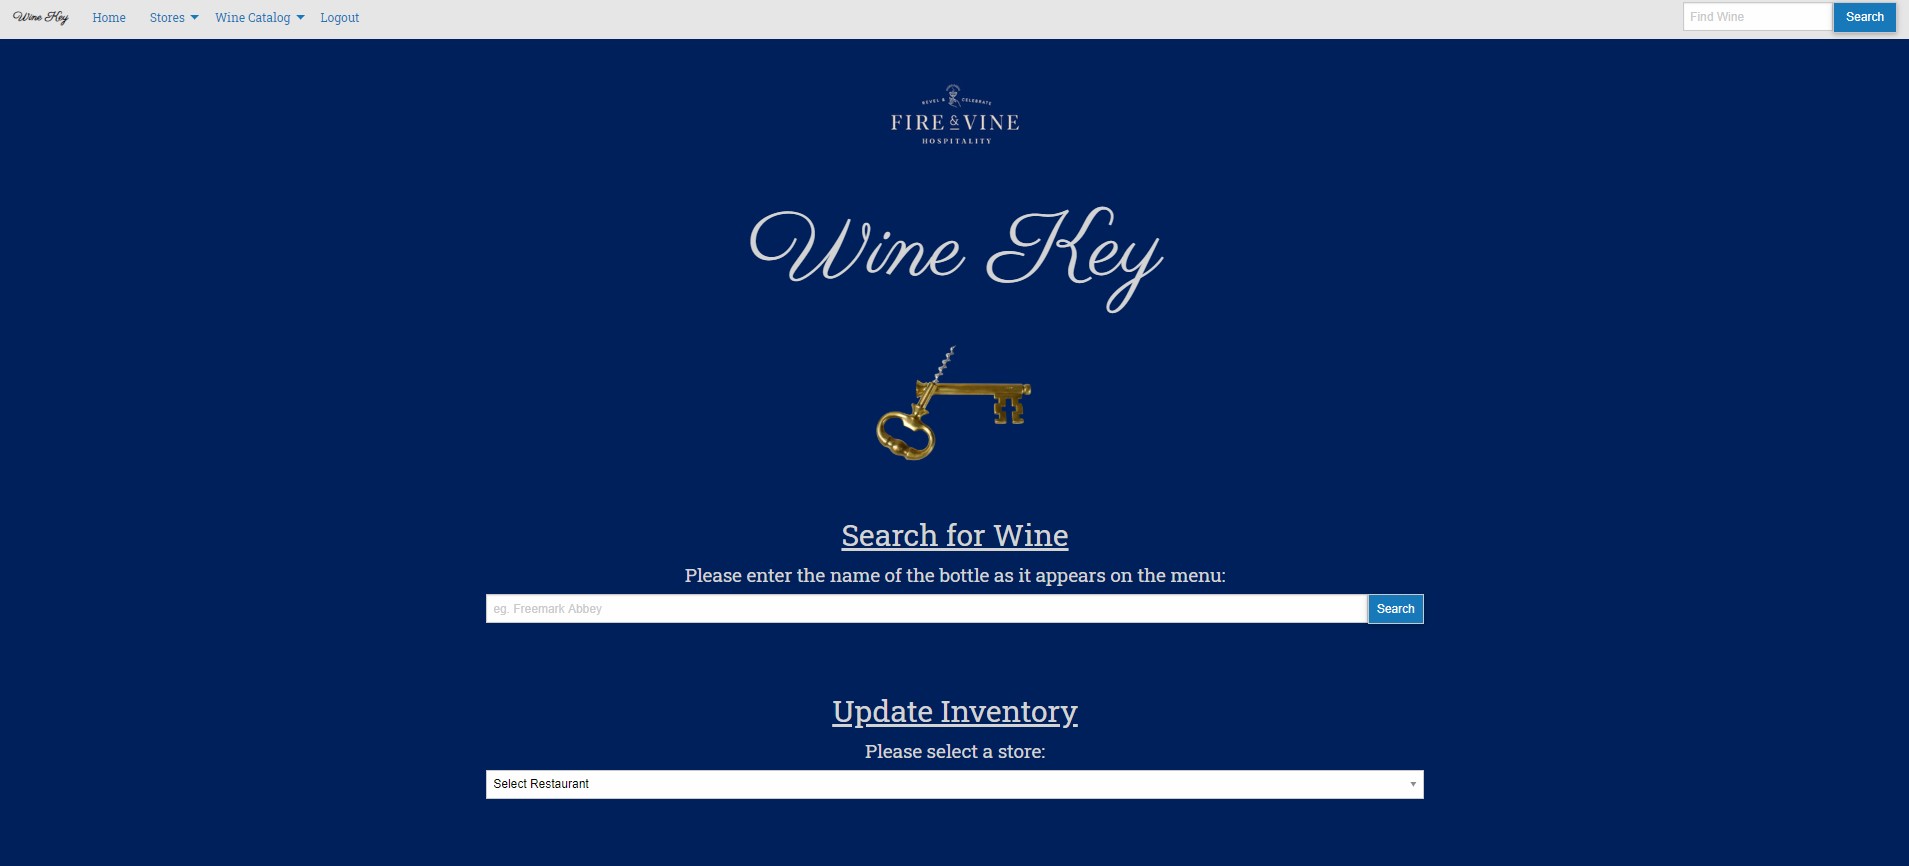 Wine Key Home Stores Wine Catalog Logout Find Wine Search
REVEL & CELEBRATE
FIRE & VINE
HOSPITALITY
Wine Key
Search for Wine
Please enter the name of the bottle as it appears on the menu:
eg. Freemark Abbey Search
Update Inventory
Please select a store:
Select Restaurant